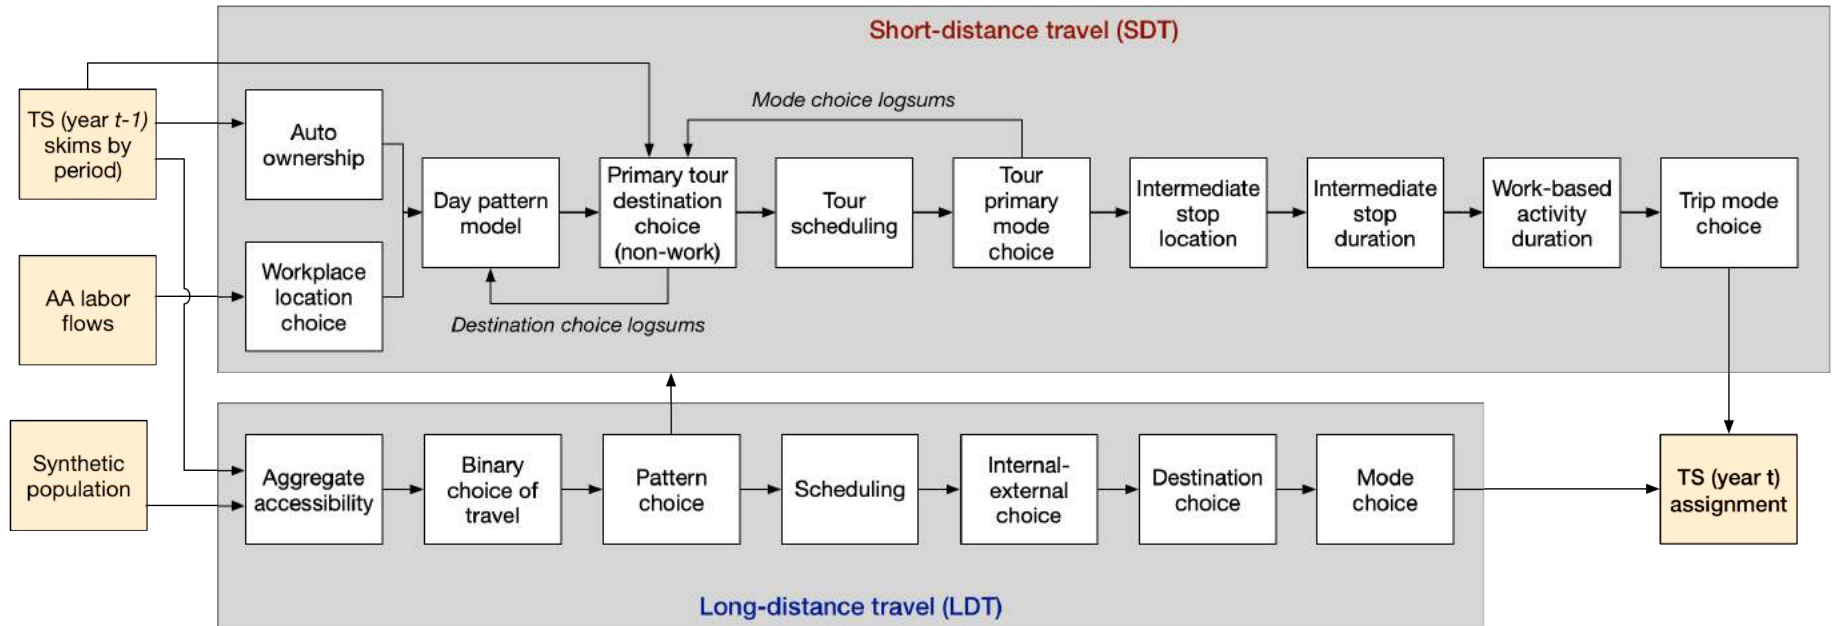 Short-distance travel (SDT)
TS (year t-1)
skims by
period)
Auto
ownership
Mode choice logsums
Day pattern
model
Primary tour
destination
choice
(non-work)
Tour
scheduling
Tour
primary
mode
choice
Intermediate
stop
location
Intermediate
stop
duration
Work-based
activity
duration
Trip mode
choice
AA labor
flows
Workplace
location
choice
Destination choice logsums
Synthetic
population
Aggregate
accessibility
Binary
choice of
travel
Pattern
choice
Scheduling
Internal-
external
choice
Destination
choice
Mode
choice
TS (year t)
assignment
Long-distance travel (LDT)